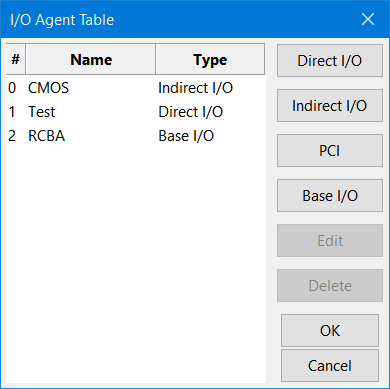 I/O Agent Table
# Name Type
0 CMOS Indirect I/O
1 Test Direct I/O
2 RCBA Base I/O
Direct I/O
Indirect I/O
PCI
Base I/O
Edit
Delete
OK
Cancel